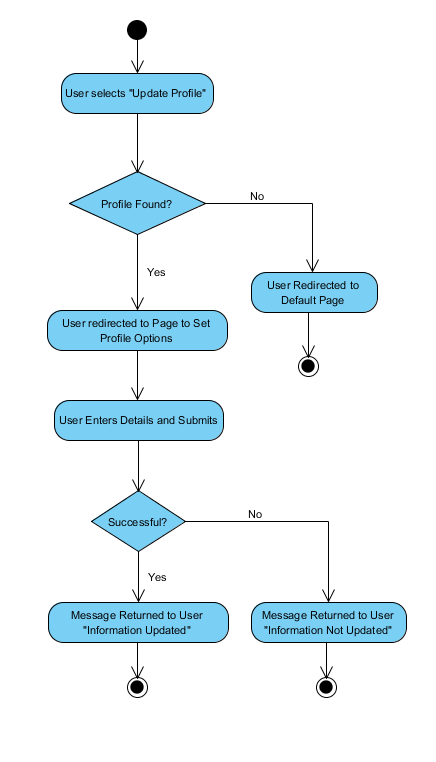 User selects "Update Profile"
Profile Found?
No
Yes
User Redirected to
Default Page
User redirected to Page to Set
Profile Options
User Enters Details and Submits
Successful?
No
Yes
Message Returned to User
"Information Updated"
Message Returned to User
"Information Not Updated"